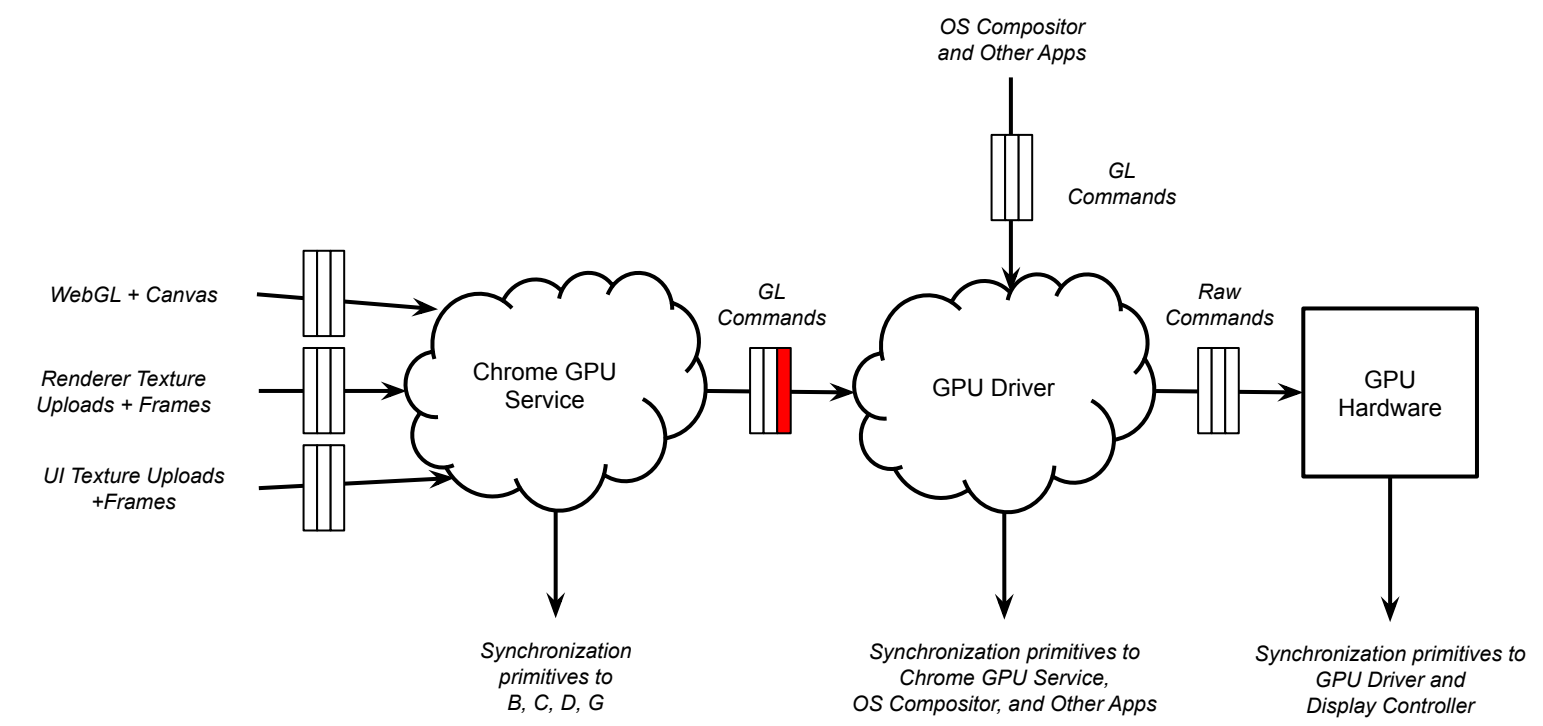 OS Compositor
and Other Apps
GL
Commands
WebGL + Canvas
Renderer Texture
Uploads + Frames
UI Texture Uploads
+Frames
Chrome GPU
Service
GL
Commands
GPU Driver
Raw
Commands
GPU
Hardware
Synchronization
primitives to
B, C, D, G
Synchronization primitives to
Chrome GPU Service,
OS Compositor, and Other Apps
Synchronization primitives to
GPU Driver and
Display Controller